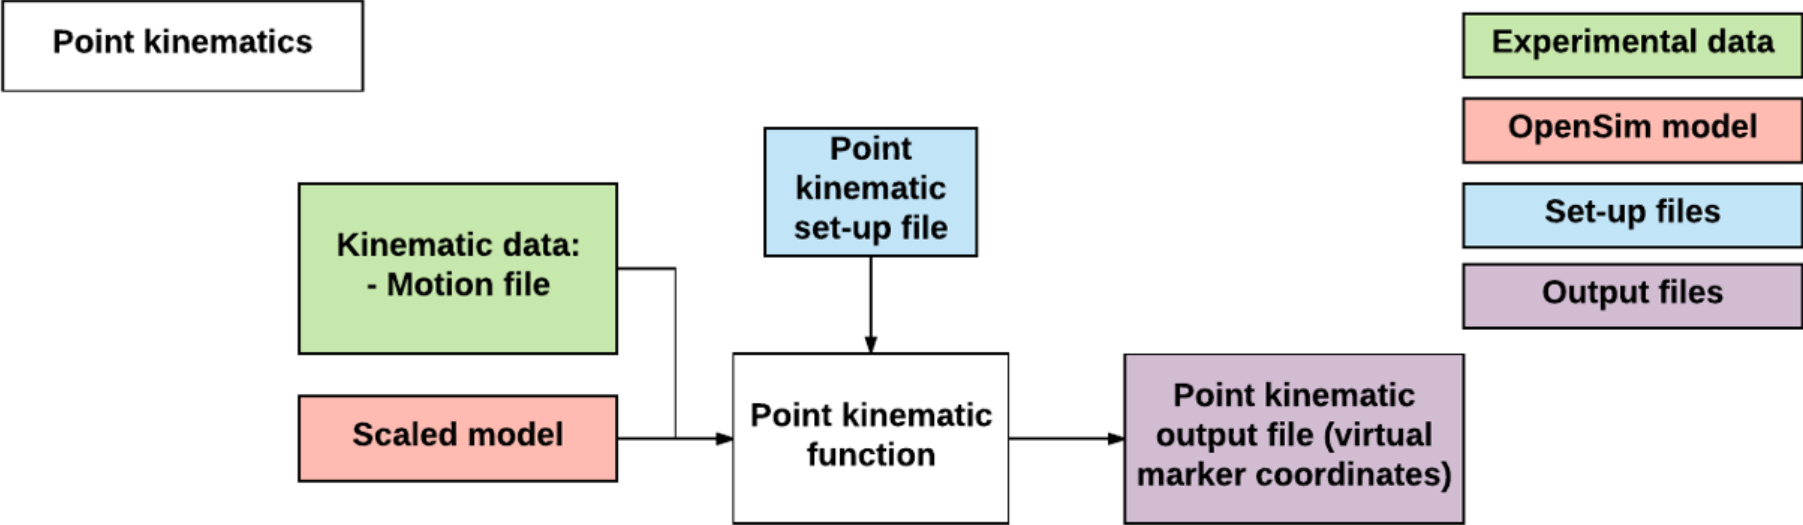 Point kinematics
Experimental data
OpenSim model
Set-up files
Output files
Point
kinematic
set-up file
Kinematic data:
- Motion file
Scaled model
Point kinematic
function
Point kinematic
output file (virtual
marker coordinates)